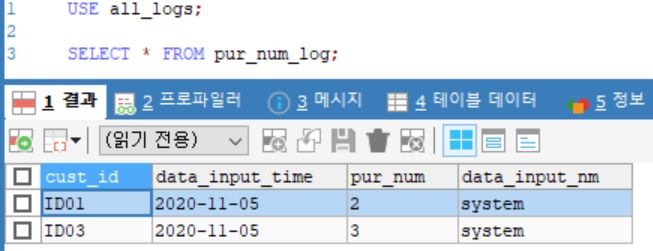 1 USE all_logs;
2
3 SELECT * FROM pur_num_log;
1 결과 2 프로파일러 3 메시지 4 테이블 데이터 5 정보
(읽기 전용)
cust_id data_input_time pur_num data_input_nm
ID01 2020-11-05 2 system
ID03 2020-11-05 3 system